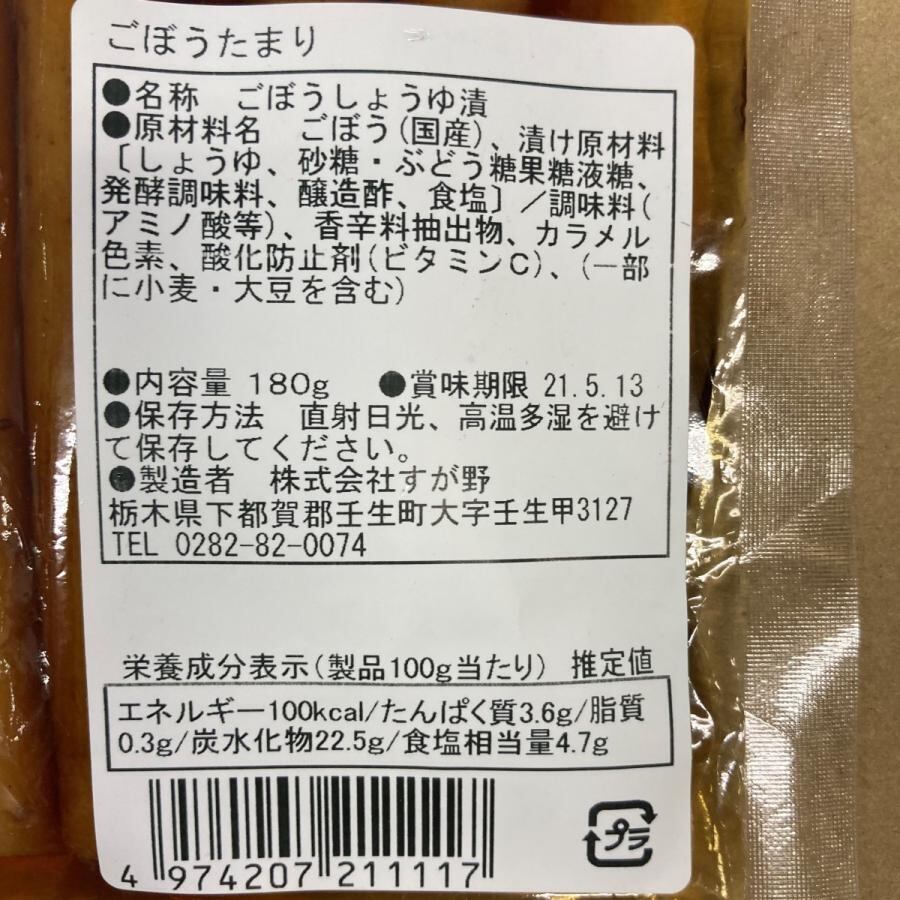 ごぼうたまり
●名称　ごぼうしょうゆ漬
●原材料名　ごぼう(国産)、漬け原材料
〔しょうゆ、砂糖・ぶどう糖果糖液糖、
発酵調味料、醸造酢、食塩〕／調味料(
アミノ酸等)、香辛料抽出物、カラメル
色素、酸化防止剤(ビタミンC)、(一部
に小麦・大豆を含む)
●内容量 180g　●賞味期限 21.5.13
●保存方法　直射日光、高温多湿を避け
て保存してください。
●製造者　株式会社すが野
栃木県下都賀郡壬生町大字壬生甲3127
TEL 0282-82-0074
栄養成分表示(製品100g当たり)　推定値
エネルギー100kcal/たんぱく質3.6g/脂質
0.3g/炭水化物22.5g/食塩相当量4.7g
プラ
4 974207 211117